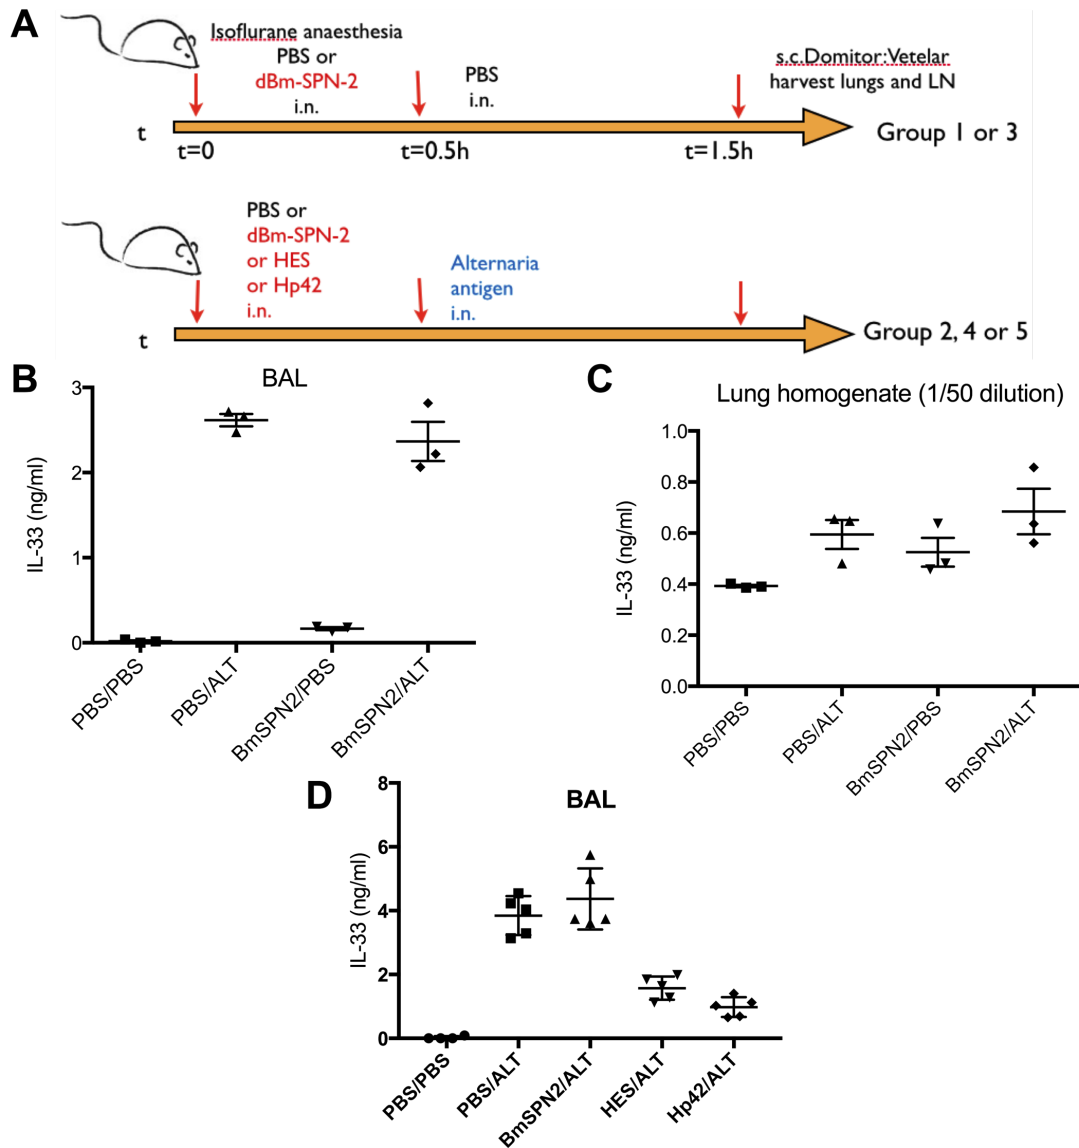 A
Isoflurane anaesthesia
PBS or
dBm-SPN-2
i.n.
PBS
i.n.
s.c.Domitor:Vetelar
harvest lungs and LN
t
t=0
t=0.5h
t=1.5h
Group 1 or 3
PBS or
dBm-SPN-2
or HES
or Hp42
i.n.
Alternaria
antigen
i.n.
t
Group 2, 4 or 5
B
BAL
IL-33 (ng/ml)
3
2
1
0
PBS/PBS
PBS/ALT
BmSPN2/PBS
BmSPN2/ALT
C
Lung homogenate (1/50 dilution)
IL-33 (ng/ml)
1.0
0.8
0.6
0.4
0.2
0.0
PBS/PBS
PBS/ALT
BmSPN2/PBS
BmSPN2/ALT
D
BAL
IL-33 (ng/ml)
8
6
4
2
0
PBS/PBS
PBS/ALT
BmSPN2/ALT
HES/ALT
Hp42/ALT